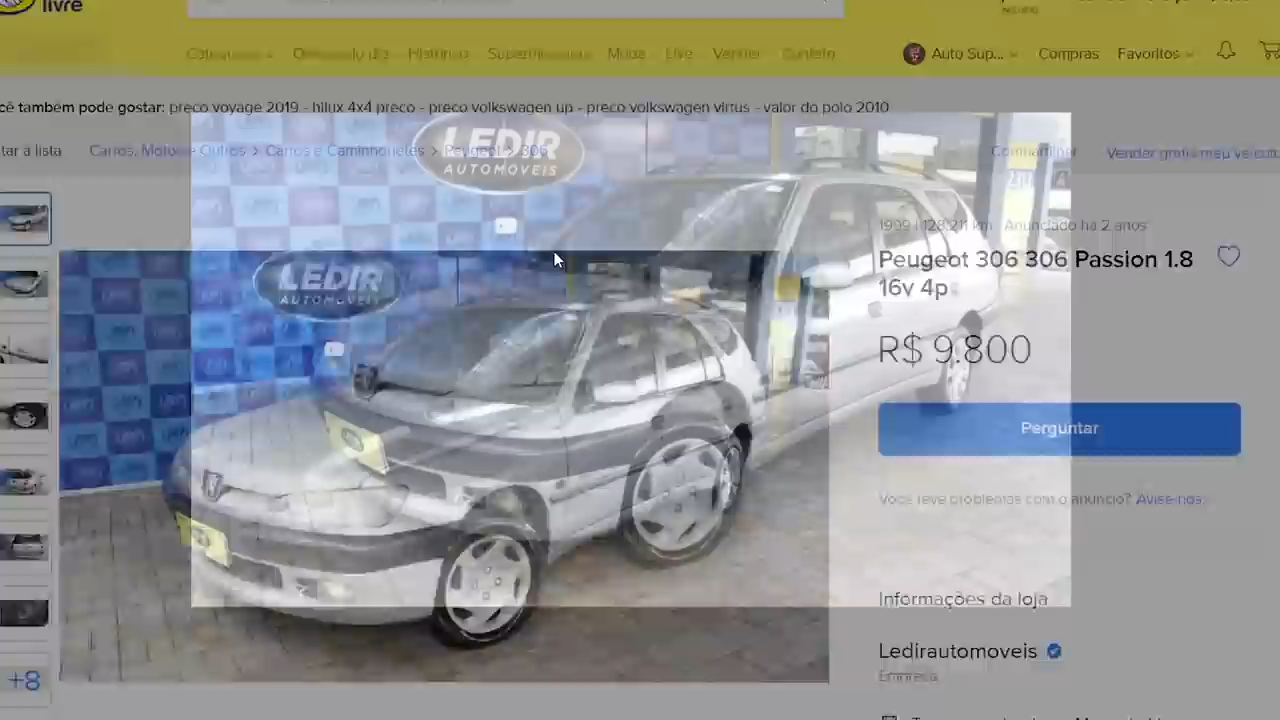 livre
Categorias Ofertas do dia Histórico Supermercado Moda Live Vender Contato
Auto Sup... Compras Favoritos
cê também pode gostar: preço voyage 2019 - hilux 4x4 preço - preço volkswagen up - preço volkswagen virtus - valor do polo 2010
tar à lista Carros, Motos e Outros > Carros e Caminhonetes > Peugeot > 306
Compartilhar Vender grátis meu veícul
LEDIR
AUTOMÓVEIS
LEDIR
AUTOMÓVEIS
1999 | 128.211 km · Anunciado há 2 anos
Peugeot 306 306 Passion 1.8
16v 4p
R$ 9.800
Perguntar
Você teve problemas com o anúncio? Avise-nos.
Informações da loja
Ledirautomoveis
Empresa
+8